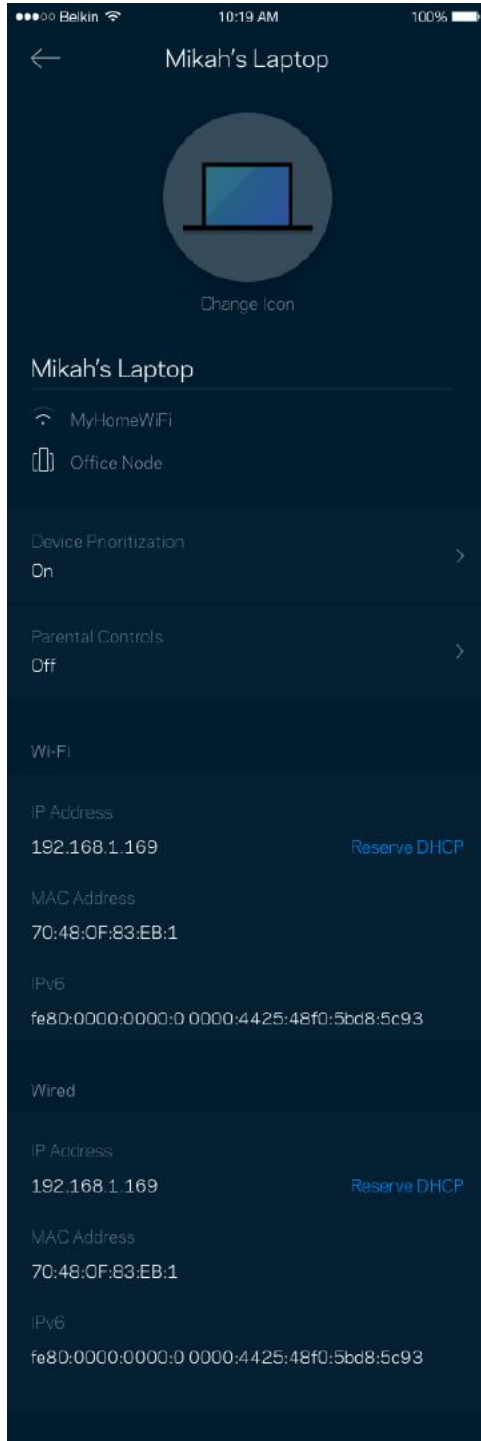 Belkin 10:19 AM 100%
Mikah's Laptop
Change Icon
Mikah's Laptop
MyHomeWiFi
Office Node
Device Prioritization
On
Parental Controls
Off
Wi-Fi
IP Address
192.168.1.169 Reserve DHCP
MAC Address
70:48:0F:83:EB:1
IPv6
fe80:0000:0000:0 0000:4425:48f0:5bd8:5c93
Wired
IP Address
192.168.1.169 Reserve DHCP
MAC Address
70:48:0F:83:EB:1
IPv6
fe80:0000:0000:0 0000:4425:48f0:5bd8:5c93